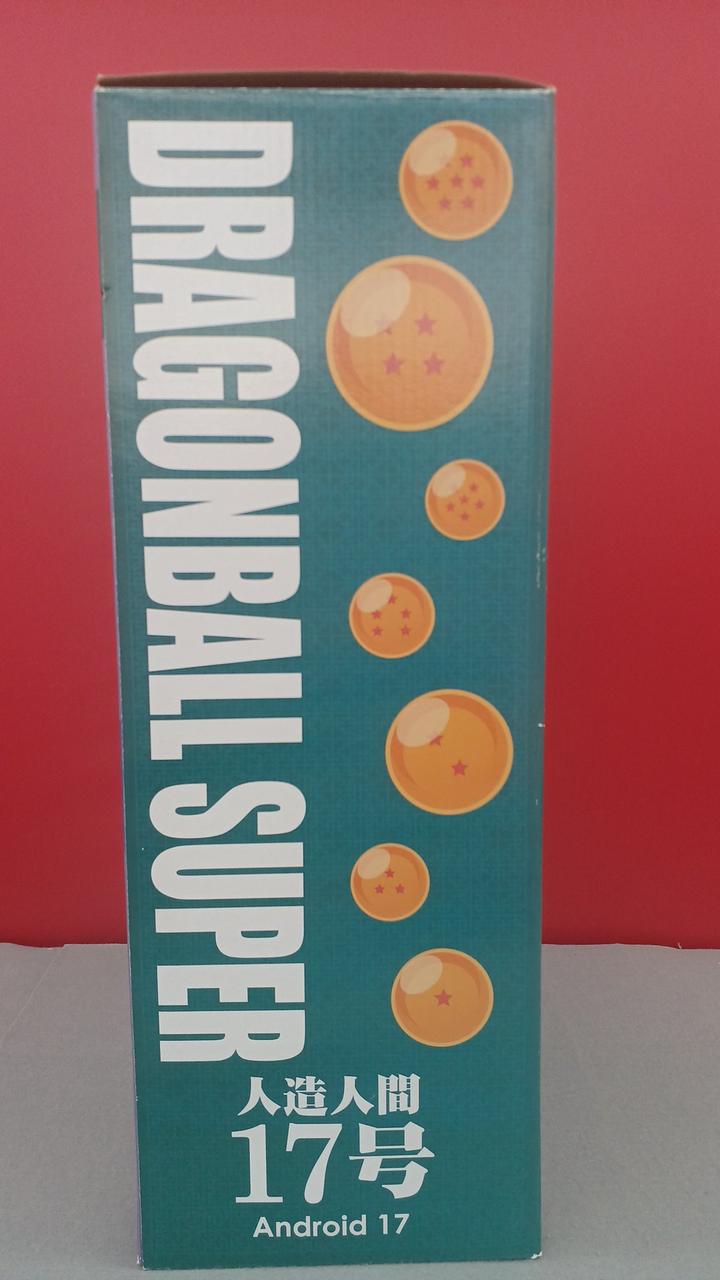 DRAGONBALL SUPER
人造人間
17号
Android 17